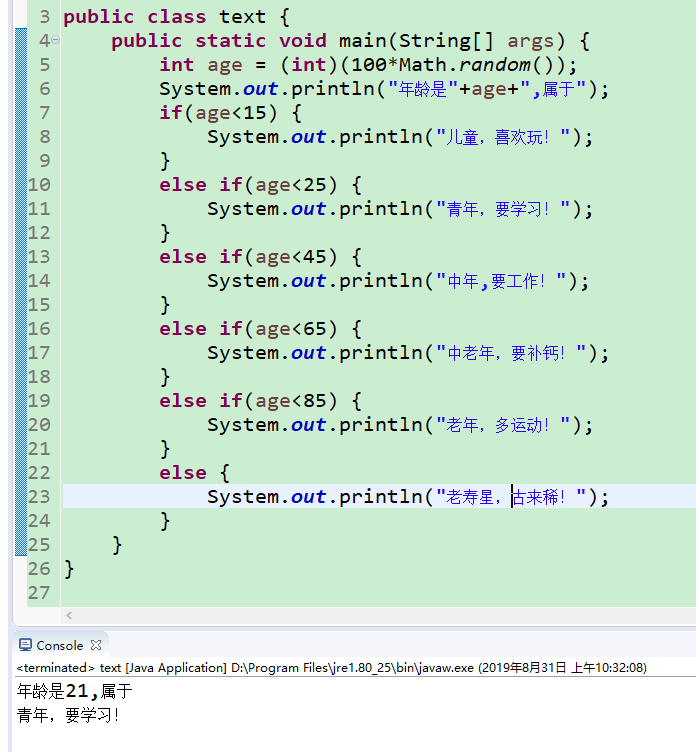 3 public class text {
4 public static void main(String[] args) {
5 int age = (int)(100*Math.random());
6 System.out.println("年龄是"+age+",属于");
7 if(age<15) {
8 System.out.println("儿童，喜欢玩！");
9 }
10 else if(age<25) {
11 System.out.println("青年，要学习！");
12 }
13 else if(age<45) {
14 System.out.println("中年,要工作！");
15 }
16 else if(age<65) {
17 System.out.println("中老年，要补钙！");
18 }
19 else if(age<85) {
20 System.out.println("老年，多运动！");
21 }
22 else {
23 System.out.println("老寿星，古来稀！");
24 }
25 }
26 }
27
Console
<terminated> text [Java Application] D:\Program Files\jre1.80_25\bin\javaw.exe (2019年8月31日 上午10:32:08)
年龄是21,属于
青年，要学习！